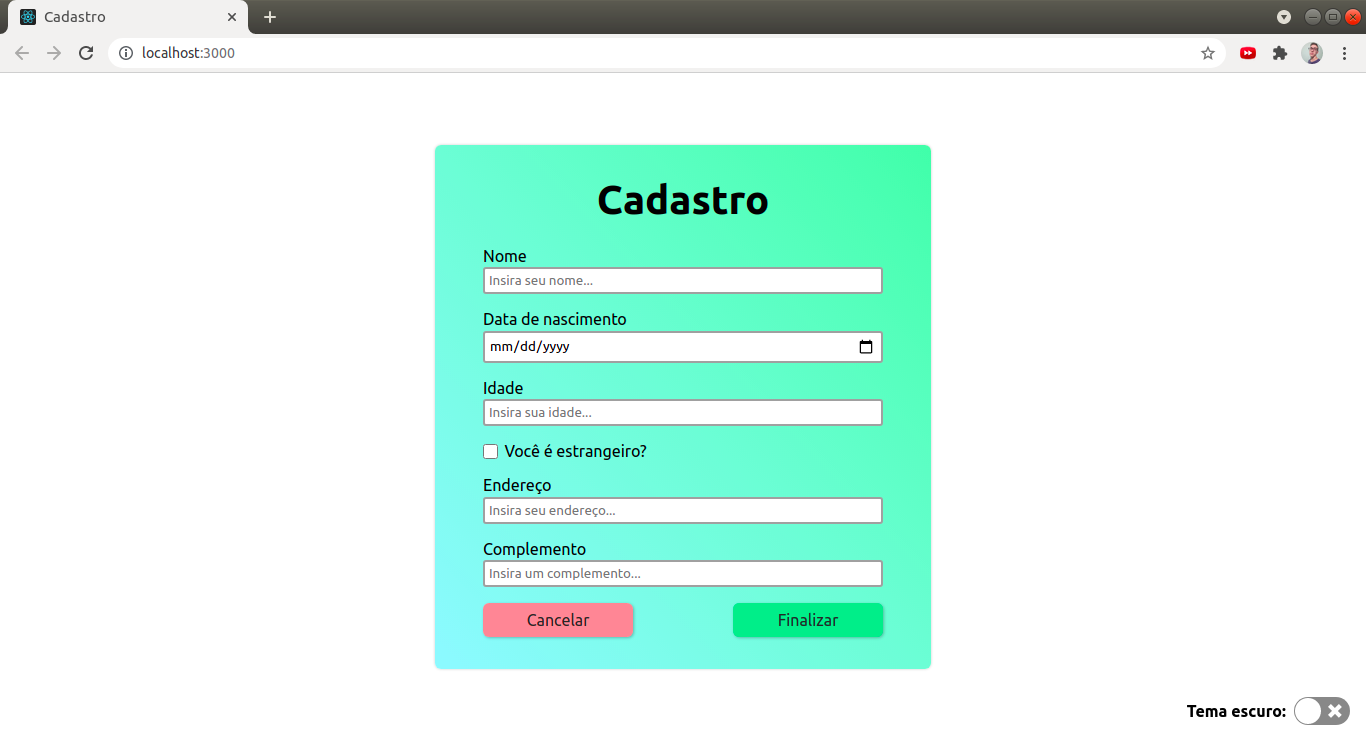 Cadastro
localhost:3000
Cadastro
Nome
Insira seu nome...
Data de nascimento
mm/dd/yyyy
Idade
Insira sua idade...
Você é estrangeiro?
Endereço
Insira seu endereço...
Complemento
Insira um complemento...
Cancelar Finalizar
Tema escuro: